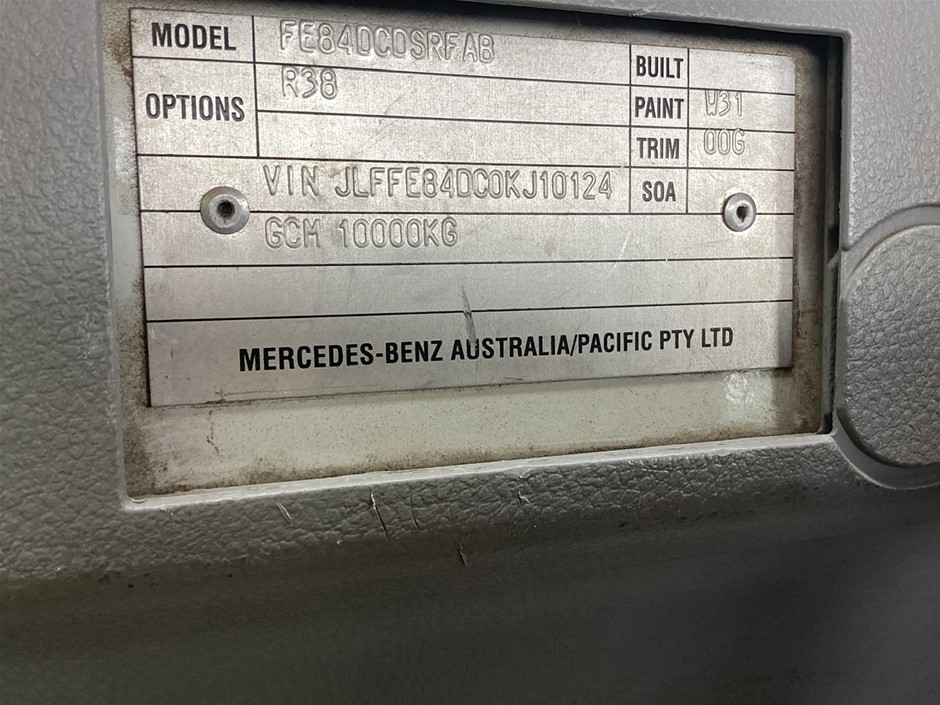 MODEL FE84DCDSRFAB
BUILT
OPTIONS R38
PAINT W31
TRIM 00G
VIN JLFFE84DC0KJ10124
SOA
GCM 10000KG
MERCEDES-BENZ AUSTRALIA/PACIFIC PTY LTD